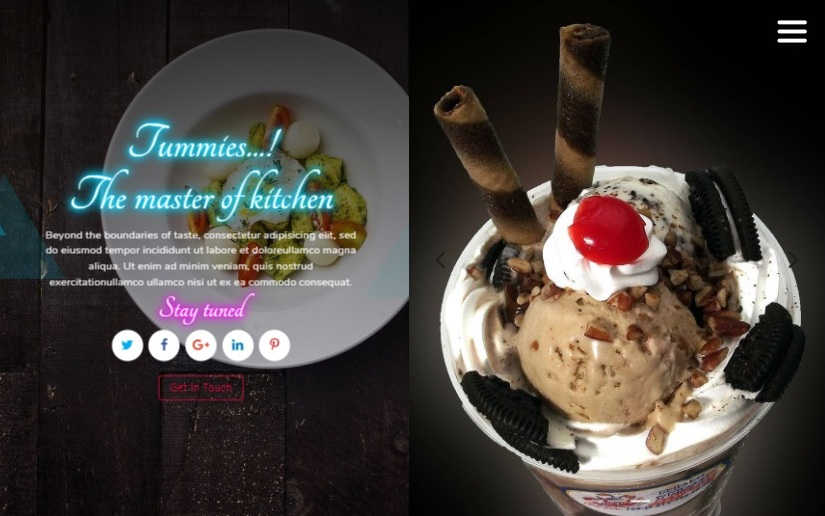 Tummies...!
The master of kitchen
Beyond the boundaries of taste, consectetur adipisicing elit, sed
do eiusmod tempor incididunt ut labore et doloreullamco magna
aliqua. Ut enim ad minim veniam, quis nostrud
exercitationullamco ullamco nisi ut ex ea commodo consequat.
Stay tuned
Get in Touch